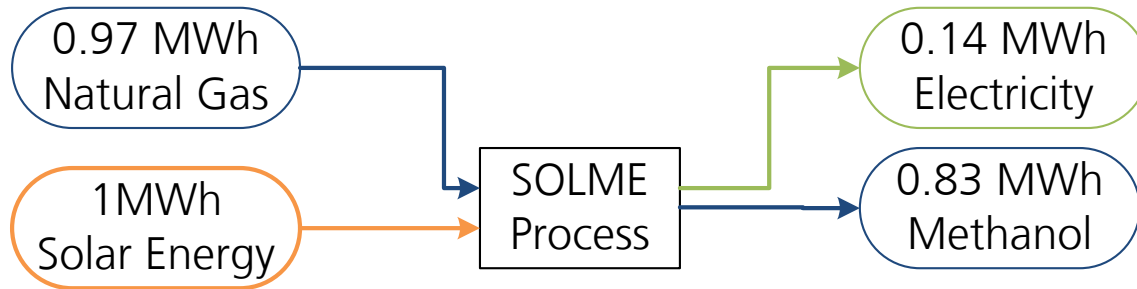 0.97 MWh
Natural Gas
1MWh
Solar Energy
SOLME
Process
0.14 MWh
Electricity
0.83 MWh
Methanol